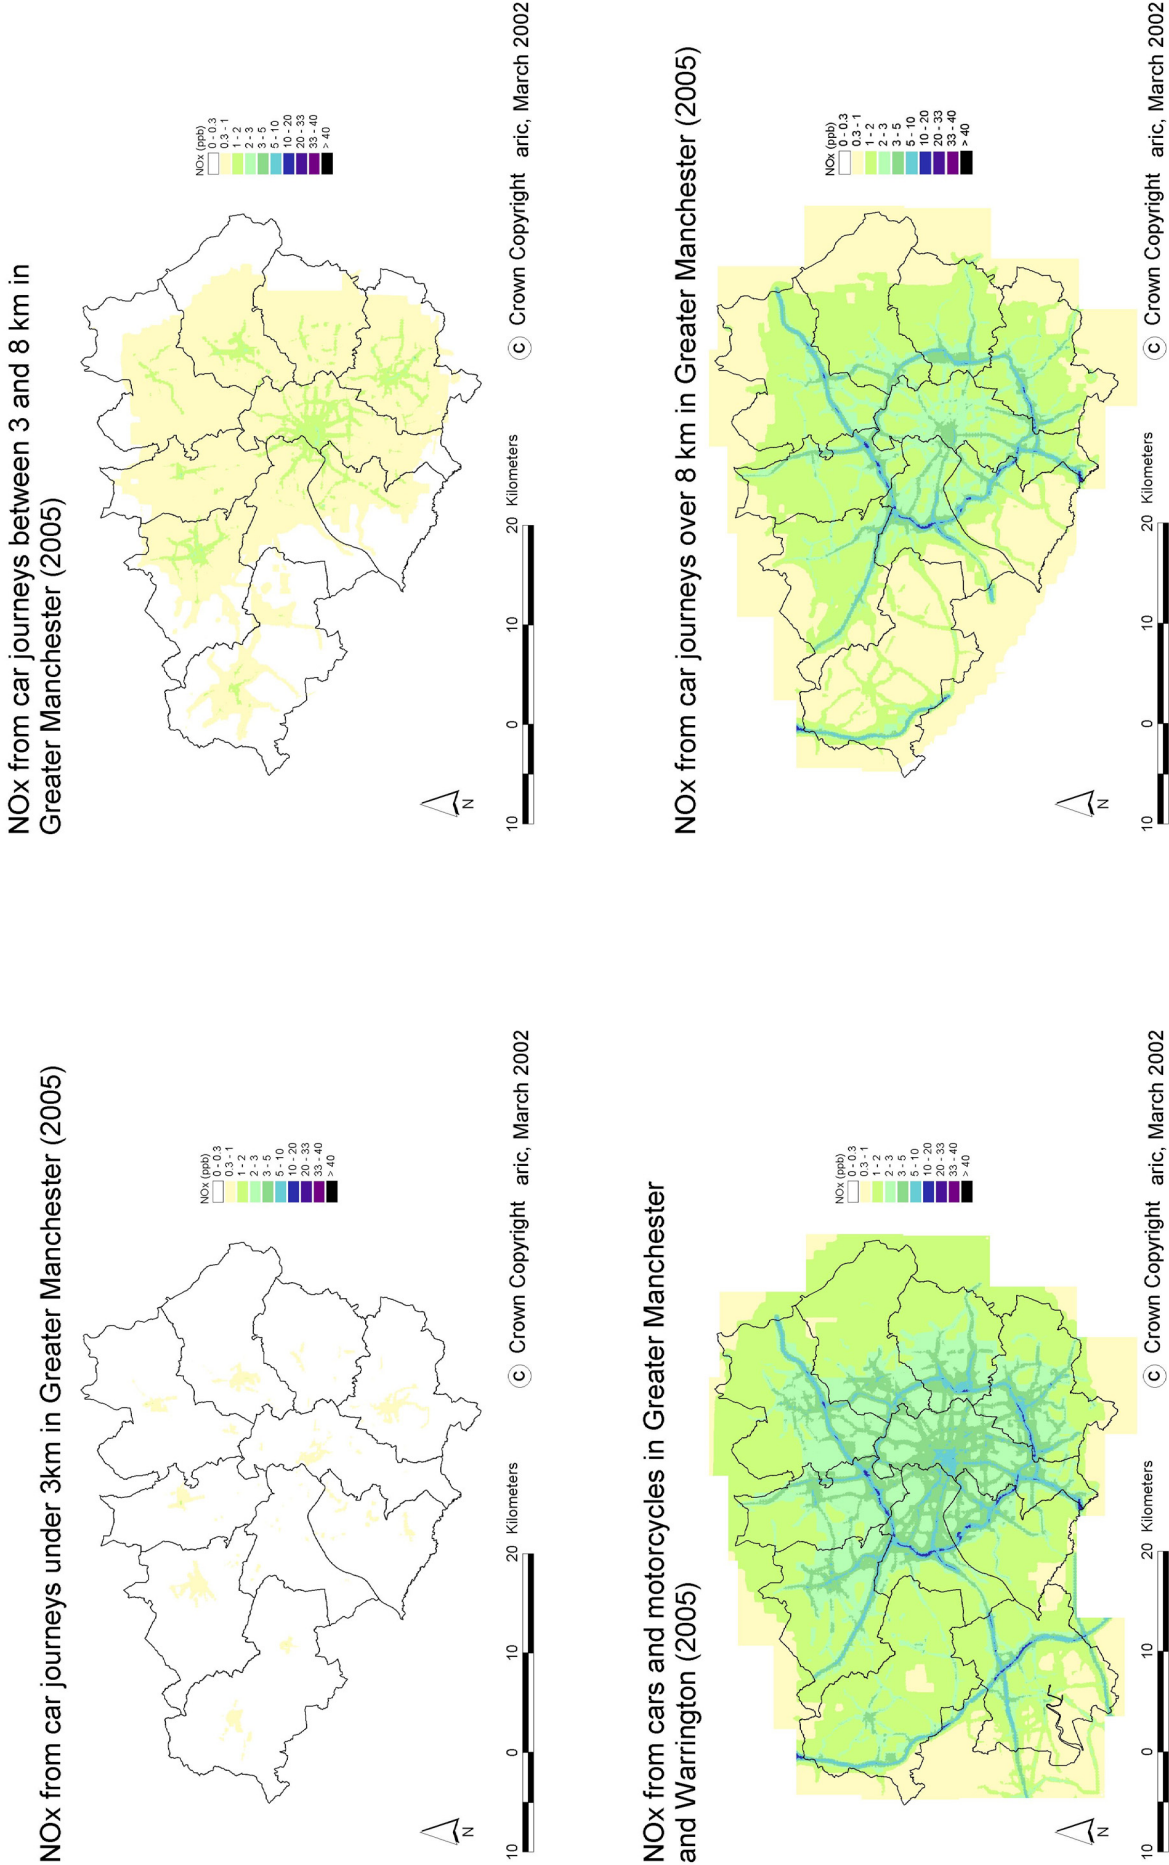 NOx from car journeys under 3km in Greater Manchester (2005)
NOx (ppb)
0 - 0.3
0.3 - 1
1 - 2
2 - 3
3 - 5
5 - 10
10 - 20
20 - 33
33 - 40
> 40
N
10 0 10 20 Kilometers
C Crown Copyright aric, March 2002
NOx from car journeys between 3 and 8 km in
Greater Manchester (2005)
NOx (ppb)
0 - 0.3
0.3 - 1
1 - 2
2 - 3
3 - 5
5 - 10
10 - 20
20 - 33
33 - 40
> 40
N
10 0 10 20 Kilometers
C Crown Copyright aric, March 2002
NOx from cars and motorcycles in Greater Manchester
and Warrington (2005)
NOx (ppb)
0 - 0.3
0.3 - 1
1 - 2
2 - 3
3 - 5
5 - 10
10 - 20
20 - 33
33 - 40
> 40
N
10 0 10 20 Kilometers
C Crown Copyright aric, March 2002
NOx from car journeys over 8 km in Greater Manchester (2005)
NOx (ppb)
0 - 0.3
0.3 - 1
1 - 2
2 - 3
3 - 5
5 - 10
10 - 20
20 - 33
33 - 40
> 40
N
10 0 10 20 Kilometers
C Crown Copyright aric, March 2002